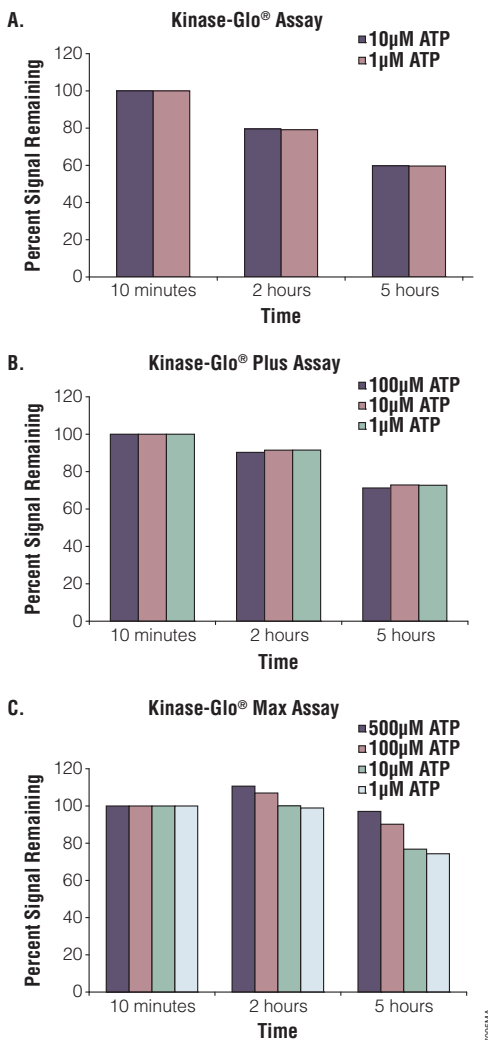 A.
Kinase-Glo® Assay
10µM ATP
1µM ATP
Percent Signal Remaining
120
100
80
60
40
20
0
10 minutes 2 hours 5 hours
Time
B.
Kinase-Glo® Plus Assay
100µM ATP
10µM ATP
1µM ATP
Percent Signal Remaining
120
100
80
60
40
20
0
10 minutes 2 hours 5 hours
Time
C.
Kinase-Glo® Max Assay
500µM ATP
100µM ATP
10µM ATP
1µM ATP
Percent Signal Remaining
120
100
80
60
40
20
0
10 minutes 2 hours 5 hours
Time